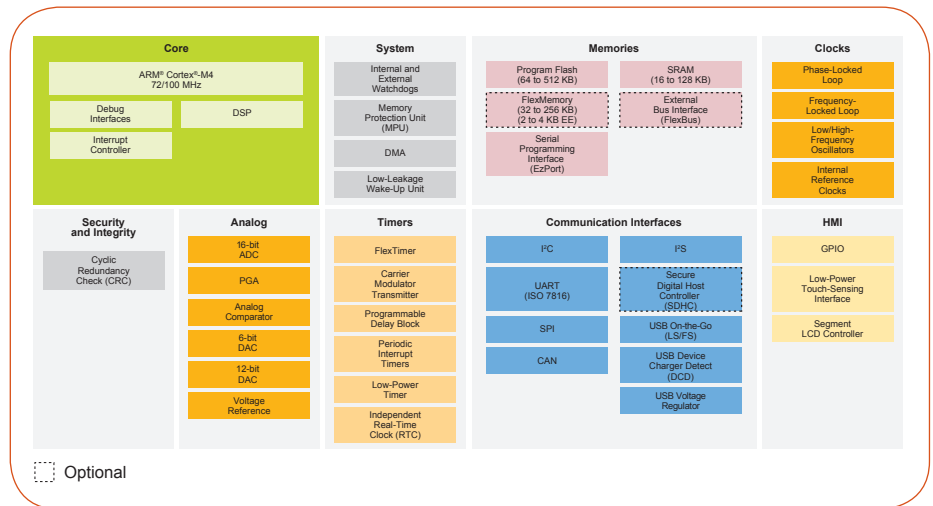 Core
ARM® Cortex®-M4
72/100 MHz
Debug
Interfaces
DSP
Interrupt
Controller
System
Internal and
External
Watchdogs
Memory
Protection Unit
(MPU)
DMA
Low-Leakage
Wake-Up Unit
Memories
Program Flash
(64 to 512 KB)
SRAM
(16 to 128 KB)
FlexMemory
(32 to 256 KB)
(2 to 4 KB EE)
External
Bus Interface
(FlexBus)
Serial
Programming
Interface
(EzPort)
Clocks
Phase-Locked
Loop
Frequency-
Locked Loop
Low/High-
Frequency
Oscillators
Internal
Reference
Clocks
Security
and Integrity
Cyclic
Redundancy
Check (CRC)
Analog
16-bit
ADC
PGA
Analog
Comparator
6-bit
DAC
12-bit
DAC
Voltage
Reference
Timers
FlexTimer
Carrier
Modulator
Transmitter
Programmable
Delay Block
Periodic
Interrupt
Timers
Low-Power
Timer
Independent
Real-Time
Clock (RTC)
Communication Interfaces
I²C
I²S
UART
(ISO 7816)
Secure
Digital Host
Controller
(SDHC)
SPI
USB On-the-Go
(LS/FS)
CAN
USB Device
Charger Detect
(DCD)
USB Voltage
Regulator
HMI
GPIO
Low-Power
Touch-Sensing
Interface
Segment
LCD Controller
Optional